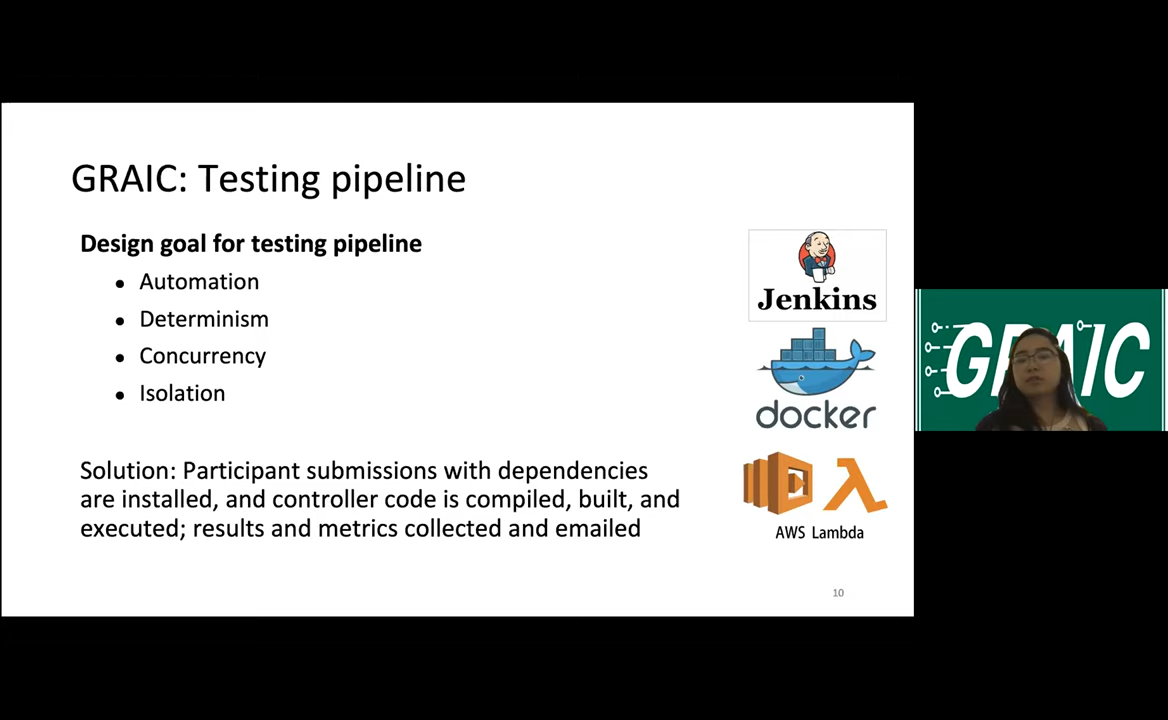 GRAIC: Testing pipeline
Design goal for testing pipeline
• Automation
• Determinism
• Concurrency
• Isolation
Solution: Participant submissions with dependencies
are installed, and controller code is compiled, built, and
executed; results and metrics collected and emailed
Jenkins
docker
AWS Lambda
10
GRAIC